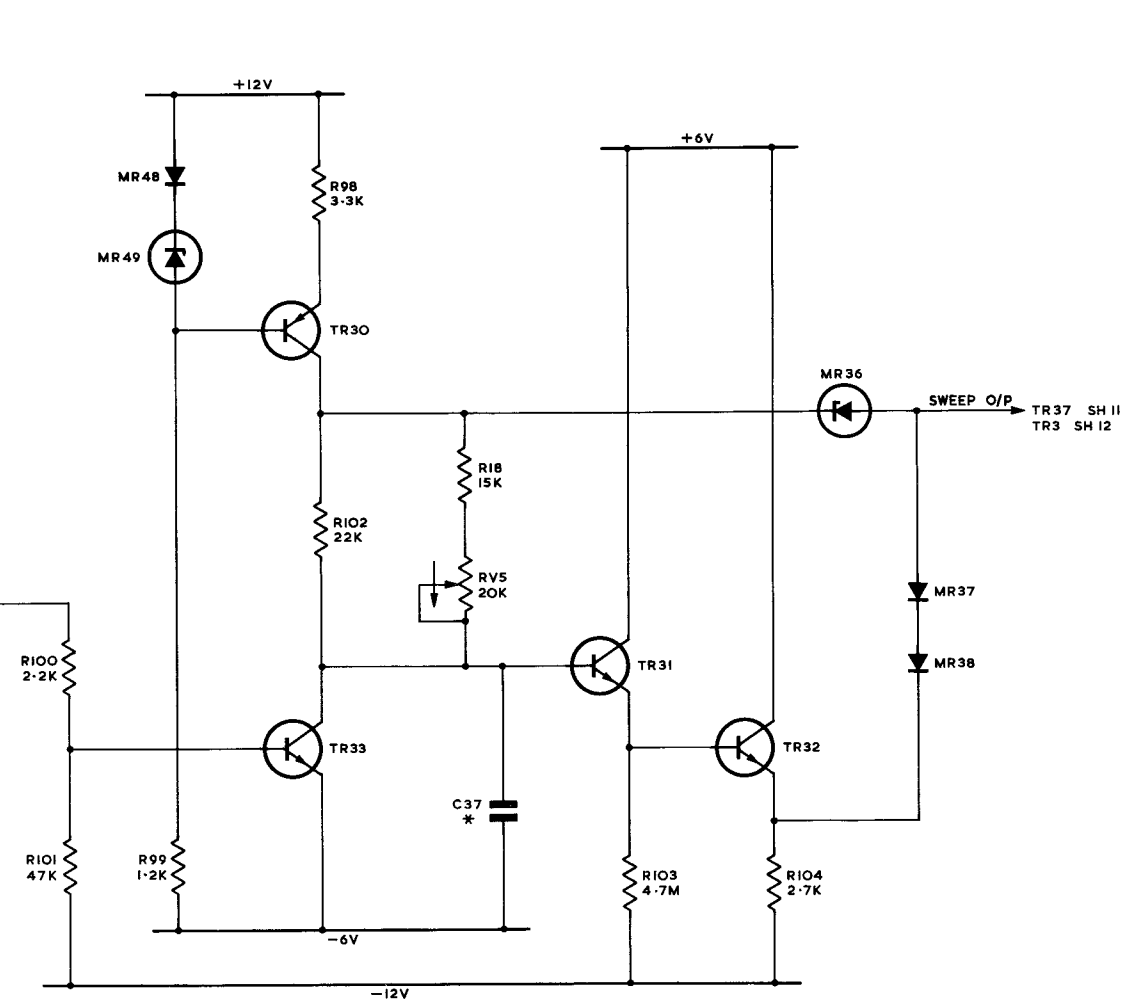 +12V
+6V
MR48
R98
3·3K
MR49
TR30
MR36
SWEEP O/P
TR37 SH 11
TR3 SH 12
R18
15K
R102
22K
RV5
20K
MR37
R100
2·2K
TR31
MR38
TR33
TR32
C37
*
R101
47K
R99
1·2K
R103
4·7M
R104
2·7K
-6V
-12V